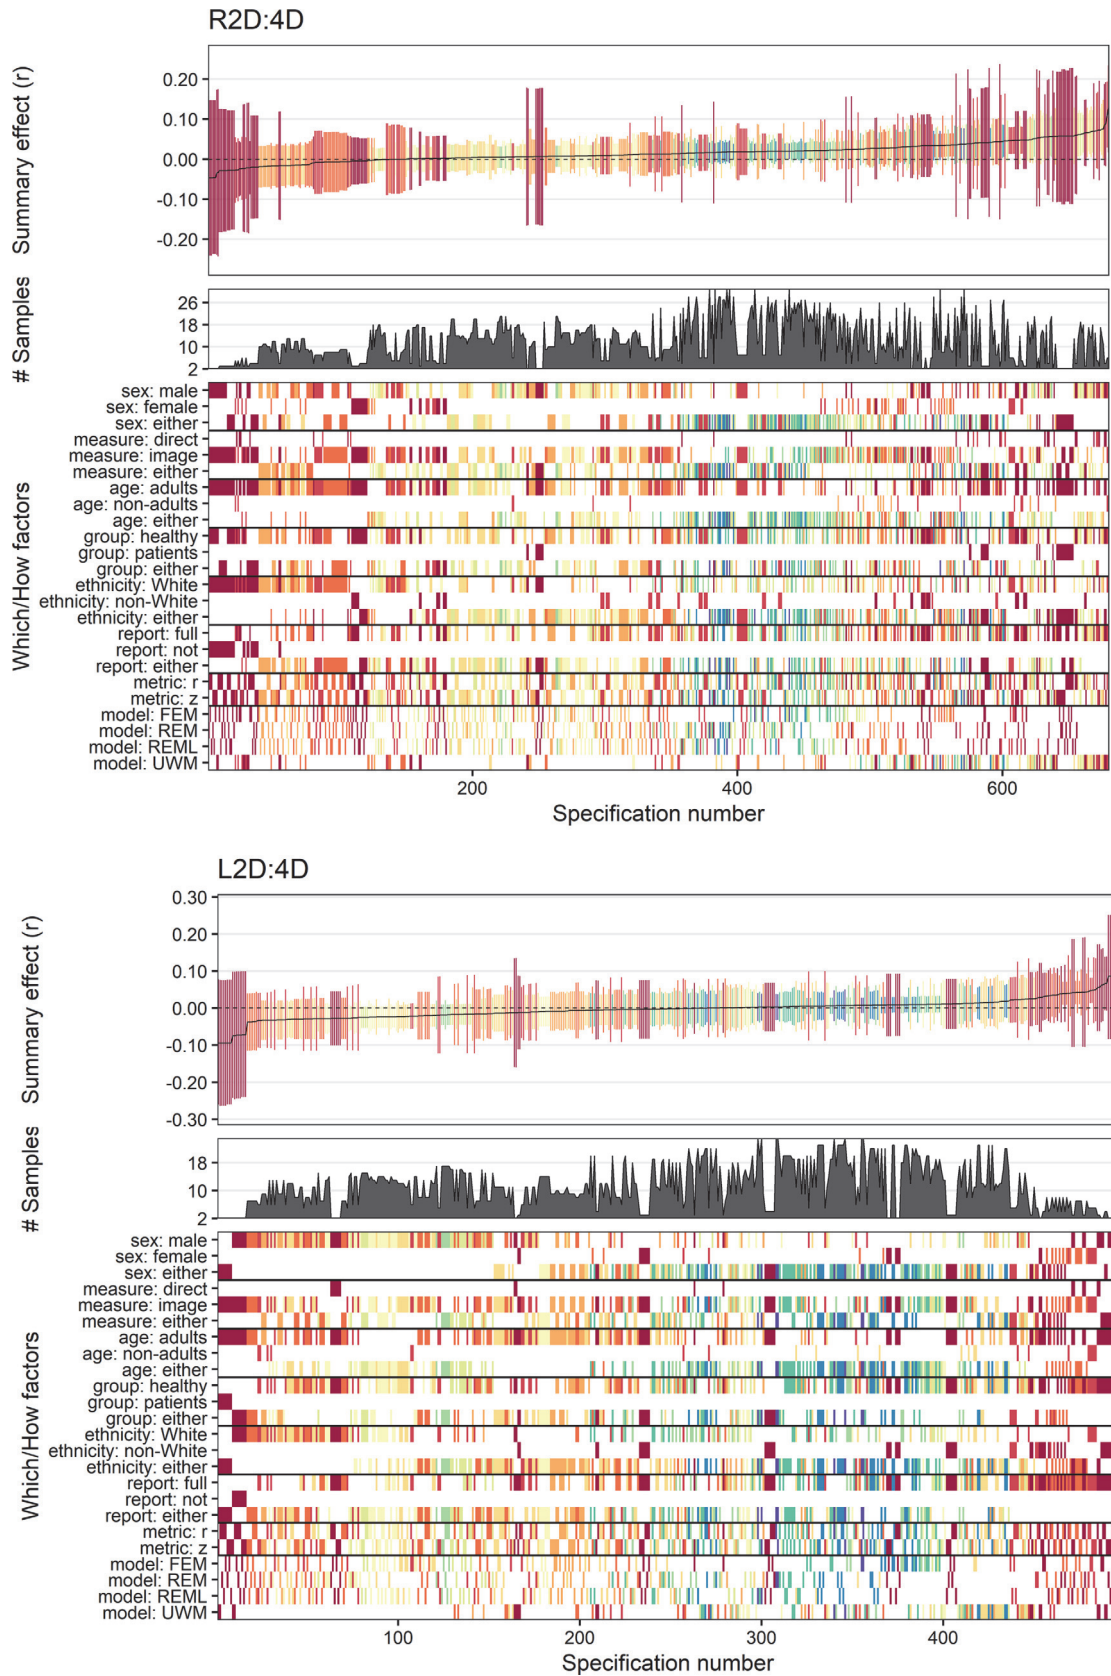 R2D:4D
Summary effect (r)
0.20
0.10
0.00
-0.10
-0.20
# Samples
26
18
10
2
Which/How factors
sex: male
sex: female
sex: either
measure: direct
measure: image
measure: either
age: adults
age: non-adults
age: either
group: healthy
group: patients
group: either
ethnicity: White
ethnicity: non-White
ethnicity: either
report: full
report: not
report: either
metric: r
metric: z
model: FEM
model: REM
model: REML
model: UWM
200 400 600
Specification number
L2D:4D
Summary effect (r)
0.30
0.20
0.10
0.00
-0.10
-0.20
-0.30
# Samples
18
10
2
Which/How factors
sex: male
sex: female
sex: either
measure: direct
measure: image
measure: either
age: adults
age: non-adults
age: either
group: healthy
group: patients
group: either
ethnicity: White
ethnicity: non-White
ethnicity: either
report: full
report: not
report: either
metric: r
metric: z
model: FEM
model: REM
model: REML
model: UWM
100 200 300 400
Specification number